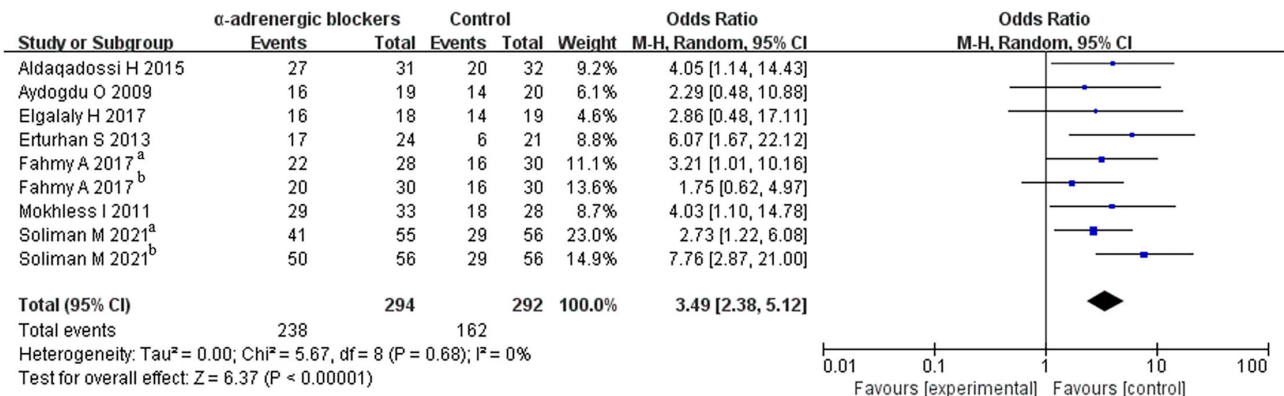 α-adrenergic blockers Control Odds Ratio Odds Ratio
Study or Subgroup Events Total Events Total Weight M-H, Random, 95% CI M-H, Random, 95% CI
Aldaqadossi H 2015 27 31 20 32 9.2% 4.05 [1.14, 14.43]
Aydogdu O 2009 16 19 14 20 6.1% 2.29 [0.48, 10.88]
Elgalaly H 2017 16 18 14 19 4.6% 2.86 [0.48, 17.11]
Erturhan S 2013 17 24 6 21 8.8% 6.07 [1.67, 22.12]
Fahmy A 2017 a 22 28 16 30 11.1% 3.21 [1.01, 10.16]
Fahmy A 2017 b 20 30 16 30 13.6% 1.75 [0.62, 4.97]
Mokhless I 2011 29 33 18 28 8.7% 4.03 [1.10, 14.78]
Soliman M 2021 a 41 55 29 56 23.0% 2.73 [1.22, 6.08]
Soliman M 2021 b 50 56 29 56 14.9% 7.76 [2.87, 21.00]
Total (95% CI) 294 292 100.0% 3.49 [2.38, 5.12]
Total events 238 162
Heterogeneity: Tau² = 0.00; Chi² = 5.67, df = 8 (P = 0.68); I² = 0%
Test for overall effect: Z = 6.37 (P < 0.00001)
0.01 0.1 1 10 100
Favours [experimental] Favours [control]